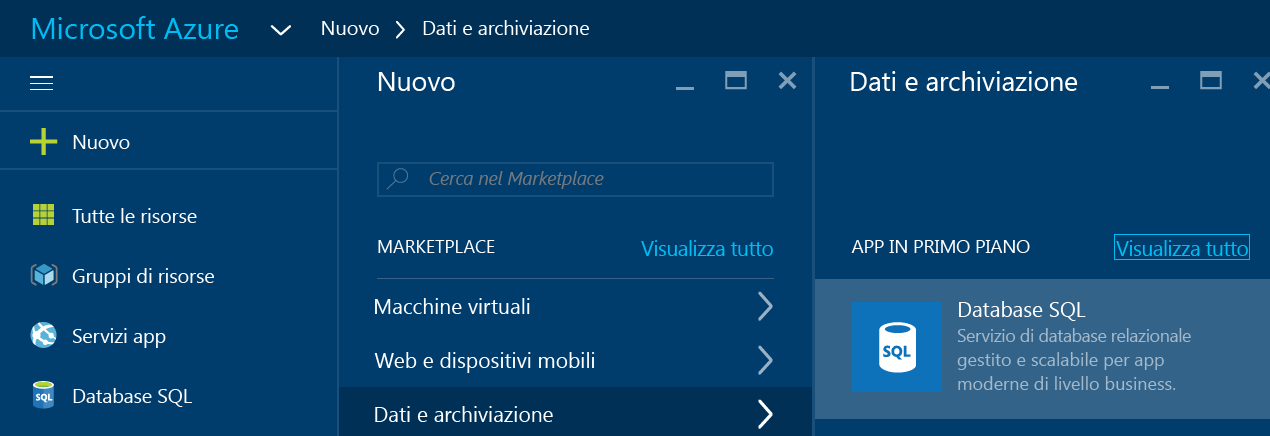 Microsoft Azure
Nuovo
Dati e archiviazione
Nuovo
Tutte le risorse
Gruppi di risorse
Servizi app
SQL
Database SQL
Nuovo
Cerca nel Marketplace
MARKETPLACE
Visualizza tutto
Macchine virtuali
Web e dispositivi mobili
Dati e archiviazione
Dati e archiviazione
APP IN PRIMO PIANO
Visualizza tutto
SQL
Database SQL
Servizio di database relazionale
gestito e scalabile per app
moderne di livello business.